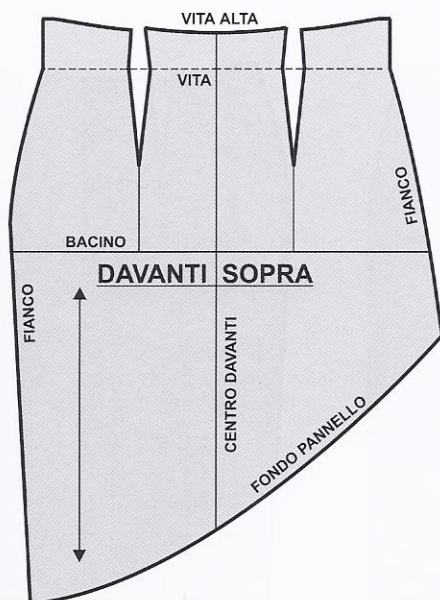 VITA ALTA
VITA
FIANCO
BACINO
DAVANTI SOPRA
FIANCO
CENTRO DAVANTI
FONDO PANNELLO